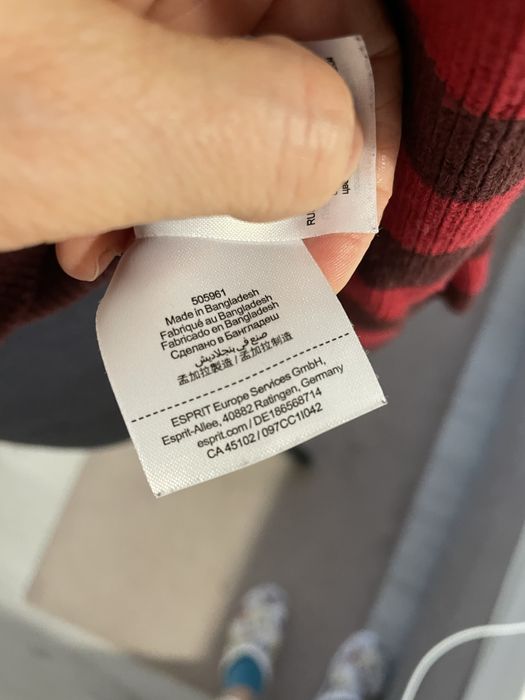 RU
505961
Made in Bangladesh
Fabriqué au Bangladesh
Fabricado en Bangladesh
Сделано в Бангладеш
صنع في بنجلاديش
孟加拉製造 / 孟加拉制造
ESPRIT Europe Services GmbH,
Esprit-Allee, 40882 Ratingen, Germany
esprit.com / DE186568714
CA 45102 / 097CC1I042